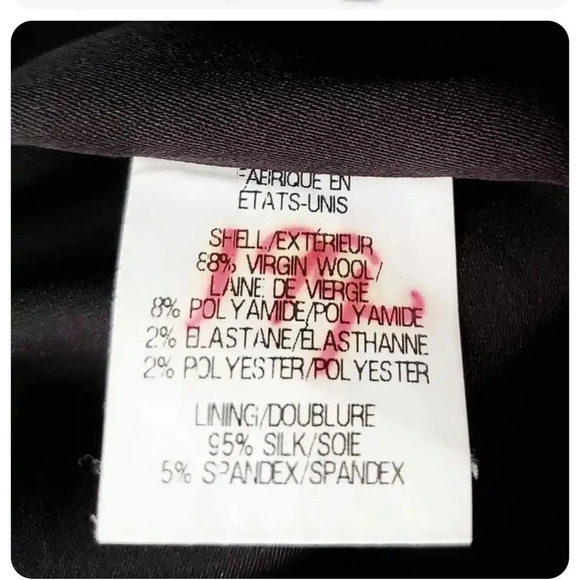 FABRIQUE EN
ÉTATS-UNIS
SHELL/EXTÉRIEUR
88% VIRGIN WOOL/
LAINE DE VIERGE
8% POLYAMIDE/POLYAMIDE
2% ELASTANE/ÉLASTHANNE
2% POLYESTER/POLYESTER
LINING/DOUBLURE
95% SILK/SOIE
5% SPANDEX/SPANDEX